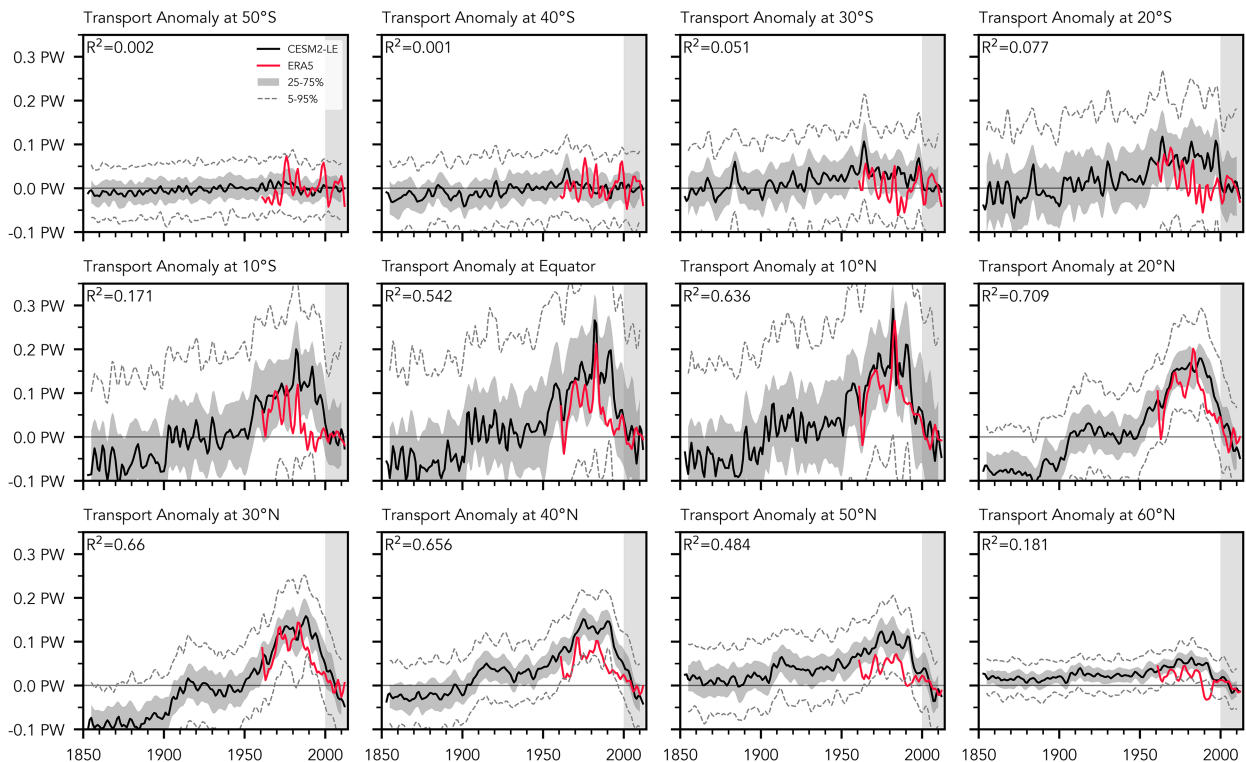 Transport Anomaly at 50°S
Transport Anomaly at 40°S
Transport Anomaly at 30°S
Transport Anomaly at 20°S
R²=0.002
R²=0.001
R²=0.051
R²=0.077
CESM2-LE
ERA5
25-75%
5-95%
0.3 PW
0.2 PW
0.1 PW
0.0 PW
-0.1 PW
Transport Anomaly at 10°S
Transport Anomaly at Equator
Transport Anomaly at 10°N
Transport Anomaly at 20°N
R²=0.171
R²=0.542
R²=0.636
R²=0.709
0.3 PW
0.2 PW
0.1 PW
0.0 PW
-0.1 PW
Transport Anomaly at 30°N
Transport Anomaly at 40°N
Transport Anomaly at 50°N
Transport Anomaly at 60°N
R²=0.66
R²=0.656
R²=0.484
R²=0.181
0.3 PW
0.2 PW
0.1 PW
0.0 PW
-0.1 PW
1850 1900 1950 2000
1850 1900 1950 2000
1850 1900 1950 2000
1850 1900 1950 2000